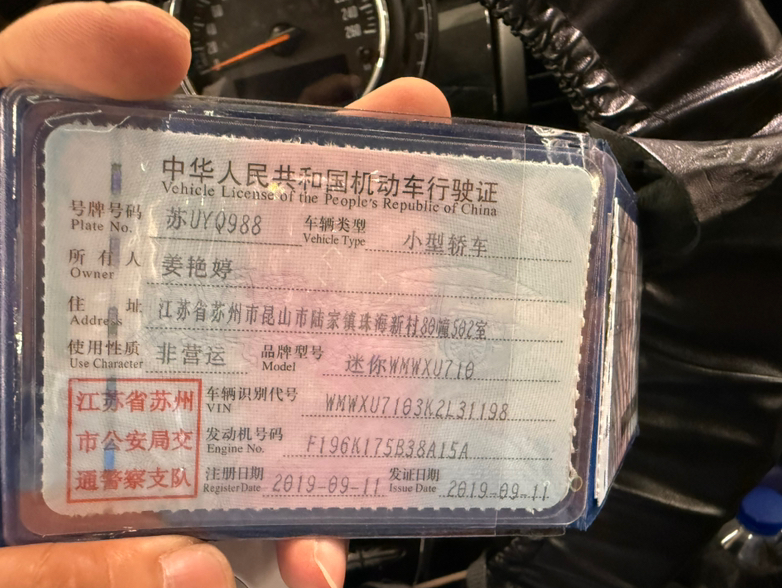 中华人民共和国机动车行驶证
Vehicle License of the People's Republic of China
号牌号码 苏UYQ988 车辆类型 小型轿车
Plate No. Vehicle Type
所有人 姜艳婷
Owner
住址 江苏省苏州市昆山市陆家镇珠海新村80幢502室
Address
使用性质 非营运 品牌型号 迷你WMWXU710
Use Character Model
江苏省苏州
市公安局交
通警察支队
车辆识别代号 WMWXU7103K2L31198
VIN
发动机号码 F196K175B38A15A
Engine No.
注册日期 2019-09-11 发证日期 2019-09-11
Register Date Issue Date
240
260